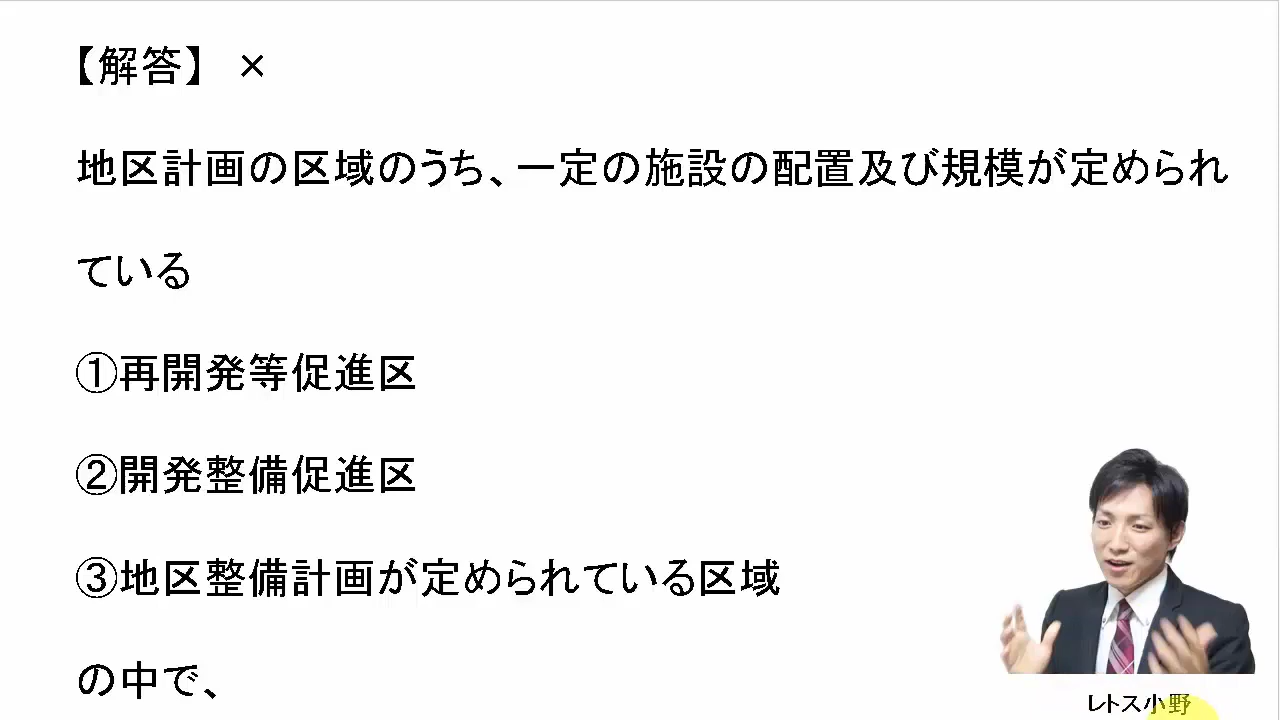 【解答】 ×
地区計画の区域のうち、一定の施設の配置及び規模が定められ
ている
①再開発等促進区
②開発整備促進区
③地区整備計画が定められている区域
の中で、
レトス小野